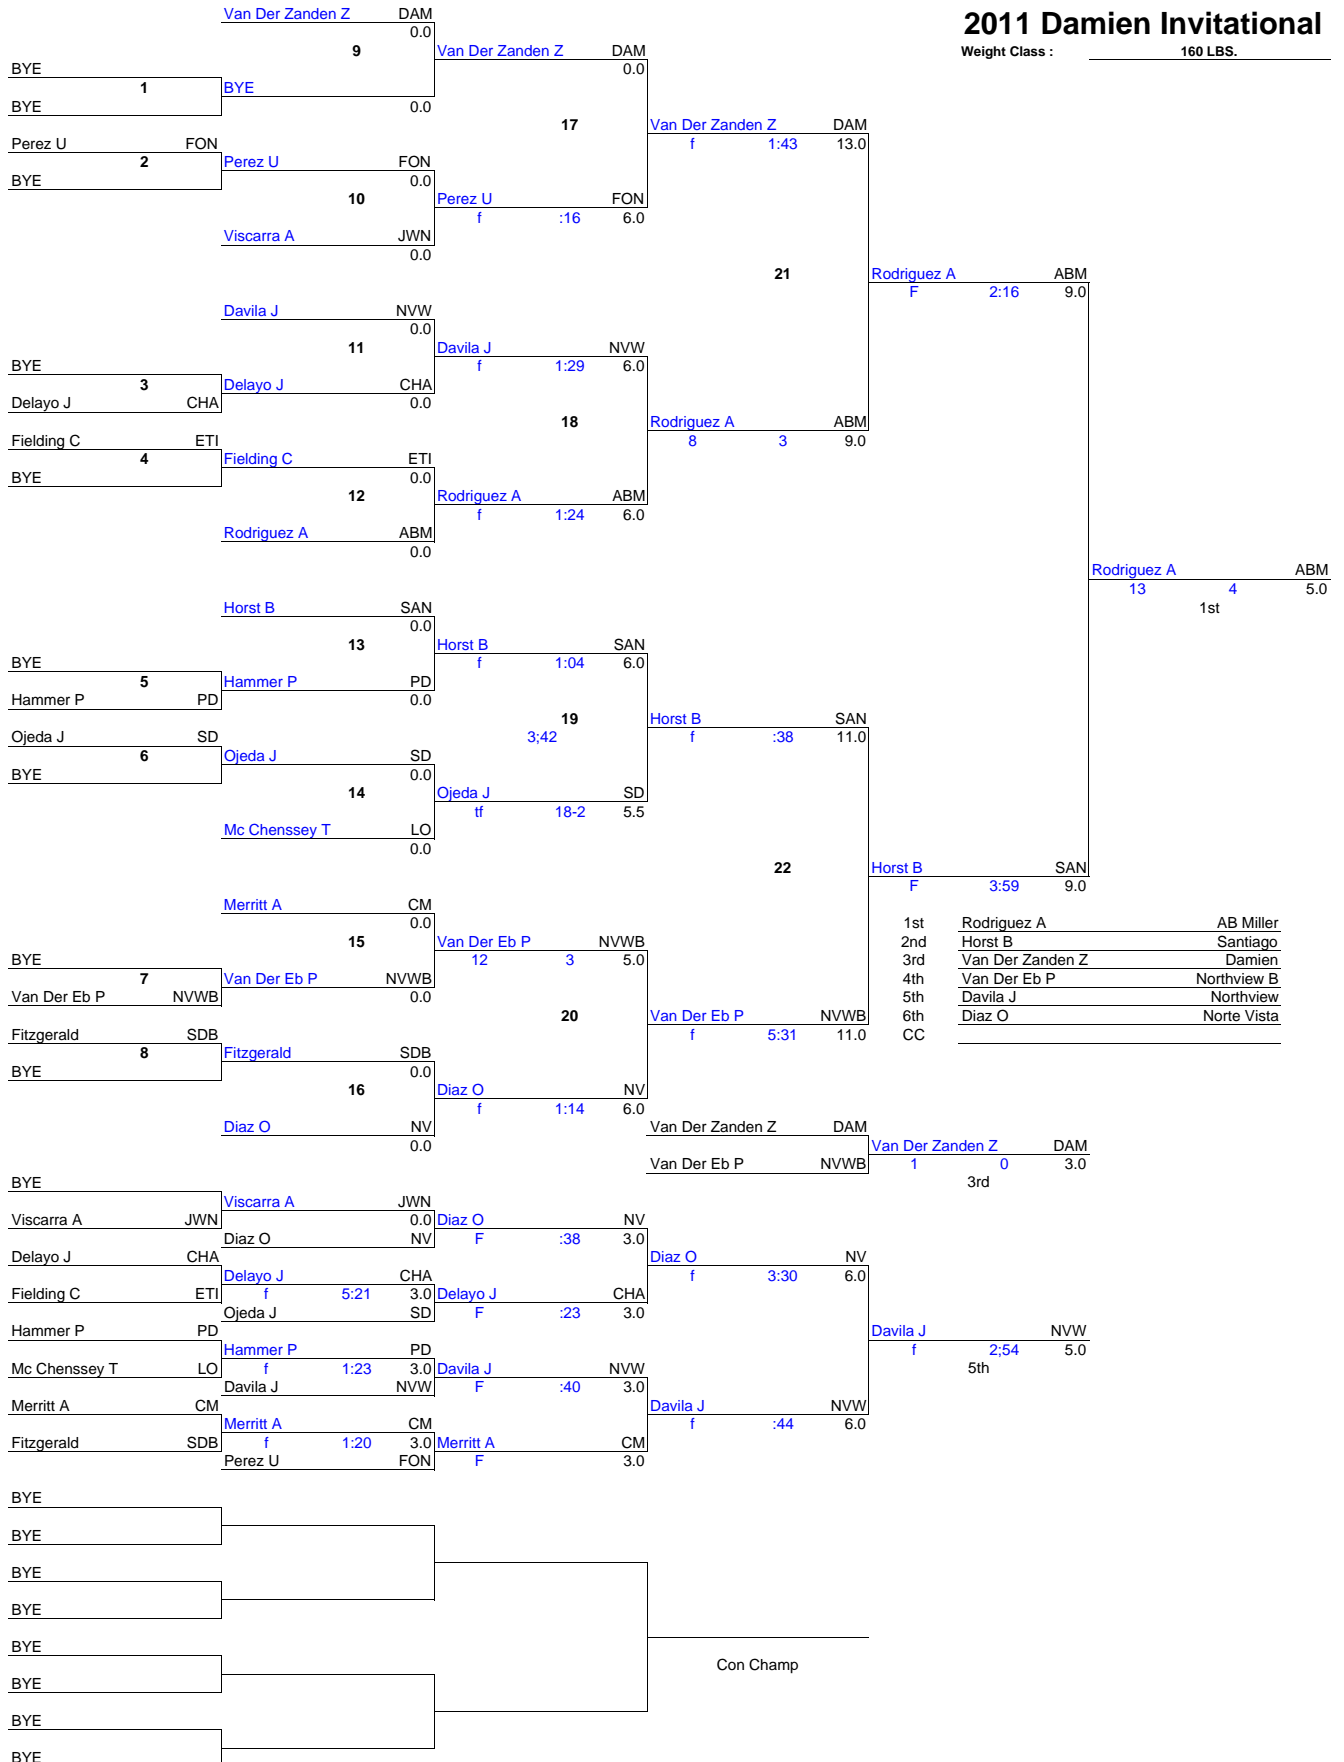 2011 Damien Invitational
Weight Class : 160 LBS.
Van Der Zanden Z DAM
0.0
9
Van Der Zanden Z DAM
0.0
BYE
1
BYE
BYE
0.0
17
Van Der Zanden Z DAM
f 1:43 13.0
Perez U FON
2
Perez U FON
0.0
BYE
10
Perez U FON
f :16 6.0
Viscarra A JWN
0.0
21
Rodriguez A ABM
F 2:16 9.0
Davila J NVW
0.0
11
Davila J NVW
f 1:29 6.0
BYE
3
Delayo J CHA
0.0
Delayo J CHA
18
Rodriguez A ABM
8 3 9.0
Fielding C ETI
4
Fielding C ETI
0.0
BYE
12
Rodriguez A ABM
f 1:24 6.0
Rodriguez A ABM
0.0
Rodriguez A ABM
13 4 5.0
1st
Horst B SAN
0.0
13
Horst B SAN
f 1:04 6.0
BYE
5
Hammer P PD
0.0
Hammer P PD
19
3;42
Horst B SAN
f :38 11.0
Ojeda J SD
6
Ojeda J SD
0.0
BYE
14
Ojeda J SD
tf 18-2 5.5
Mc Chenssey T LO
0.0
22
Horst B SAN
F 3:59 9.0
Merritt A CM
0.0
15
Van Der Eb P NVWB
12 3 5.0
BYE
7
Van Der Eb P NVWB
0.0
Van Der Eb P NVWB
20
Van Der Eb P NVWB
f 5:31 11.0
Fitzgerald SDB
8
Fitzgerald SDB
0.0
BYE
16
Diaz O NV
f 1:14 6.0
Diaz O NV
0.0
1st Rodriguez A AB Miller
2nd Horst B Santiago
3rd Van Der Zanden Z Damien
4th Van Der Eb P Northview B
5th Davila J Northview
6th Diaz O Norte Vista
CC
Van Der Zanden Z DAM
Van Der Eb P NVWB
Van Der Zanden Z DAM
1 0 3.0
3rd
BYE
Viscarra A JWN
0.0
Viscarra A JWN
Diaz O NV
Diaz O NV
F :38 3.0
Delayo J CHA
Diaz O NV
f 3:30 6.0
Delayo J CHA
f 5:21 3.0
Fielding C ETI
Ojeda J SD
Delayo J CHA
F :23 3.0
Hammer P PD
Davila J NVW
f 2;54 5.0
5th
Hammer P PD
f 1:23 3.0
Mc Chenssey T LO
Davila J NVW
Davila J NVW
F :40 3.0
Merritt A CM
Davila J NVW
f :44 6.0
Merritt A CM
f 1:20 3.0
Fitzgerald SDB
Perez U FON
Merritt A CM
F 3.0
BYE
BYE
BYE
BYE
BYE
Con Champ
BYE
BYE
BYE